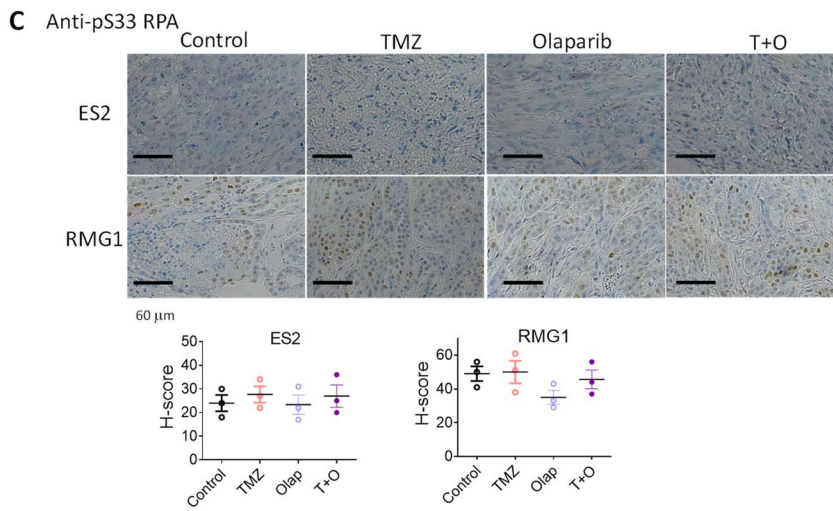 C Anti-pS33 RPA
Control TMZ Olaparib T+O
ES2
RMG1
60 μm
ES2
50
40
30
20
10
0
H-score
Control TMZ Olap T+O
RMG1
60
40
20
0
H-score
Control TMZ Olap T+O